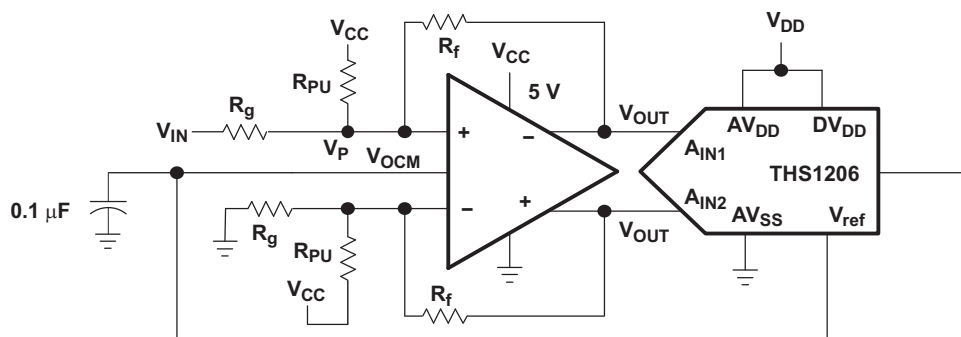 V_DD
V_CC
R_f
V_CC
R_PU
5 V
R_g
V_OUT
AV_DD
DV_DD
V_IN
+
−
V_P
V_OCM
A_IN1
THS1206
0.1 μF
−
+
A_IN2
R_g
V_OUT
AV_SS
V_ref
R_PU
V_CC
R_f